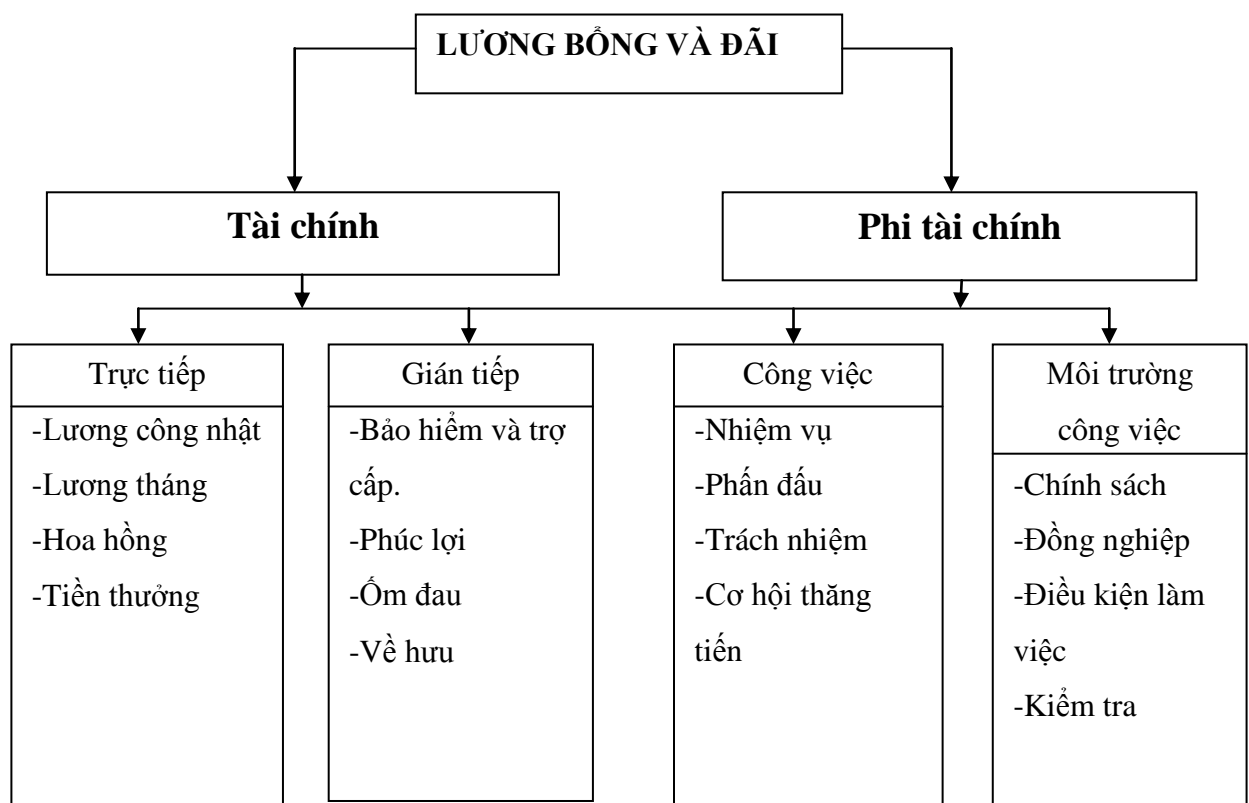 LƯƠNG BỔNG VÀ ĐÃI
Tài chính
Phi tài chính
Trực tiếp
-Lương công nhật
-Lương tháng
-Hoa hồng
-Tiền thưởng
Gián tiếp
-Bảo hiểm và trợ
cấp.
-Phúc lợi
-Ốm đau
-Về hưu
Công việc
-Nhiệm vụ
-Phấn đấu
-Trách nhiệm
-Cơ hội thăng
tiến
Môi trường
công việc
-Chính sách
-Đồng nghiệp
-Điều kiện làm
việc
-Kiểm tra